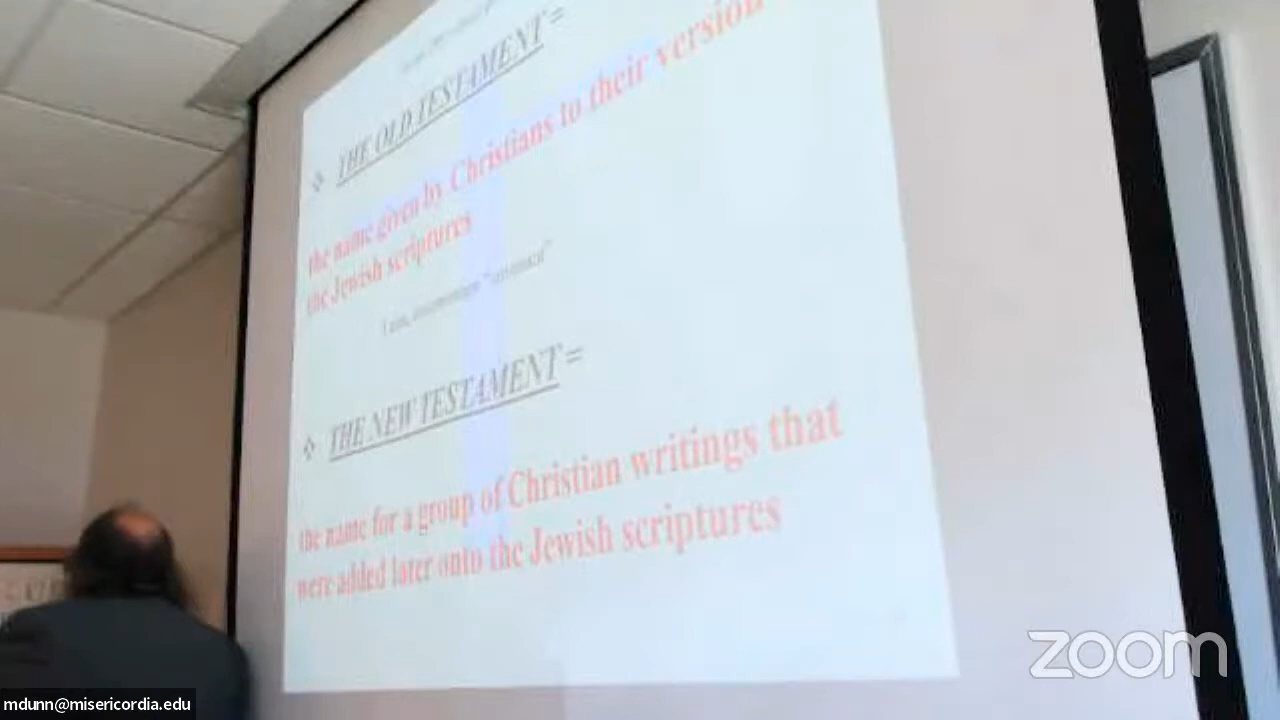 ❖ THE OLD TESTAMENT =
the name given by Christians to their version
the Jewish scriptures
❖ THE NEW TESTAMENT =
the name for a group of Christian writings that
were added later onto the Jewish scriptures
zoom
mdunn@misericordia.edu